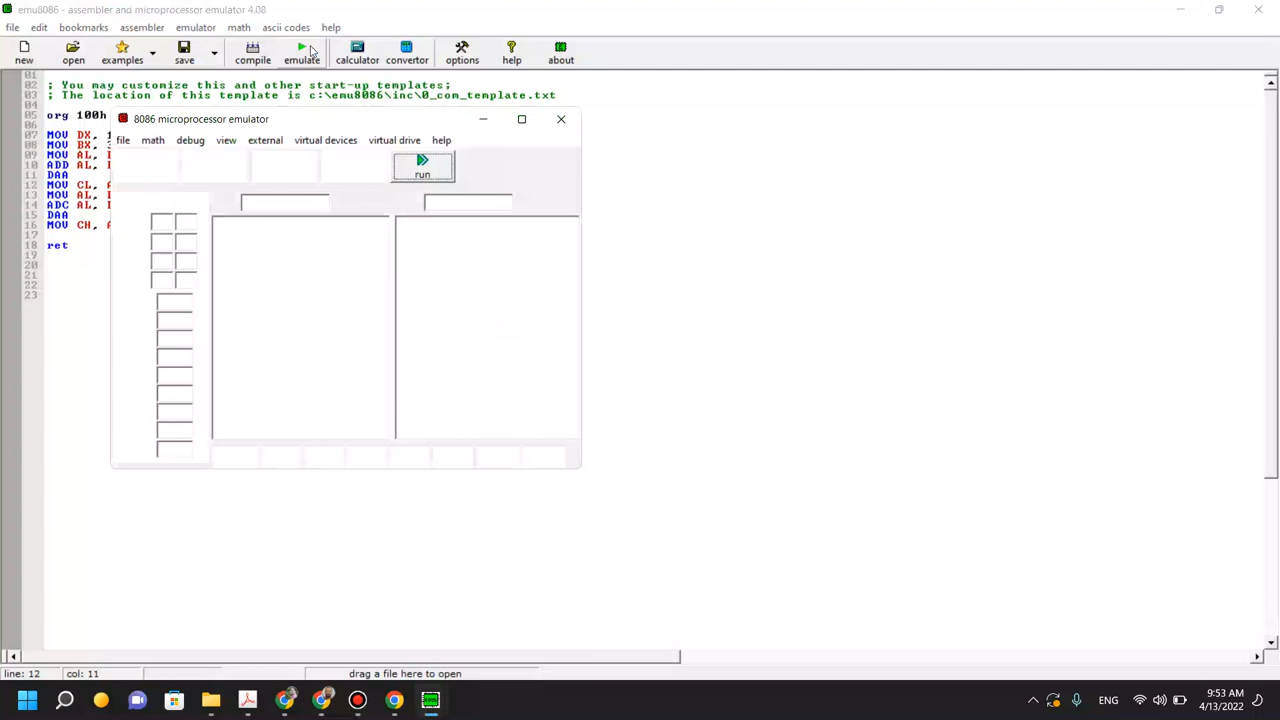 emu8086 - assembler and microprocessor emulator 4.08
file edit bookmarks assembler emulator math ascii codes help
new open examples save compile emulate calculator convertor options help about
01
02 ; You may customize this and other start-up templates;
03 ; The location of this template is c:\emu8086\inc\0_com_template.txt
04
05 org 100h
07 MOV DX, 1
08 MOV BX, 3
09 MOV AL,
10 ADD AL,
11 DAA
12 MOV CL,
13 MOV AL,
14 ADC AL,
15 DAA
16 MOV CH,
18 ret
19
20
21
22
23
8086 microprocessor emulator
file math debug view external virtual devices virtual drive help
run
line: 12 col: 11 drag a file here to open
ENG 9:53 AM
4/13/2022